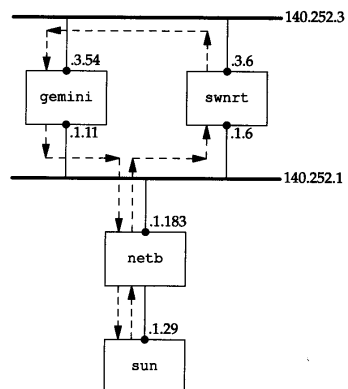 140.252.3
.3.54
.3.6
gemini
swnrt
.1.11
.1.6
140.252.1
.1.183
netb
.1.29
sun